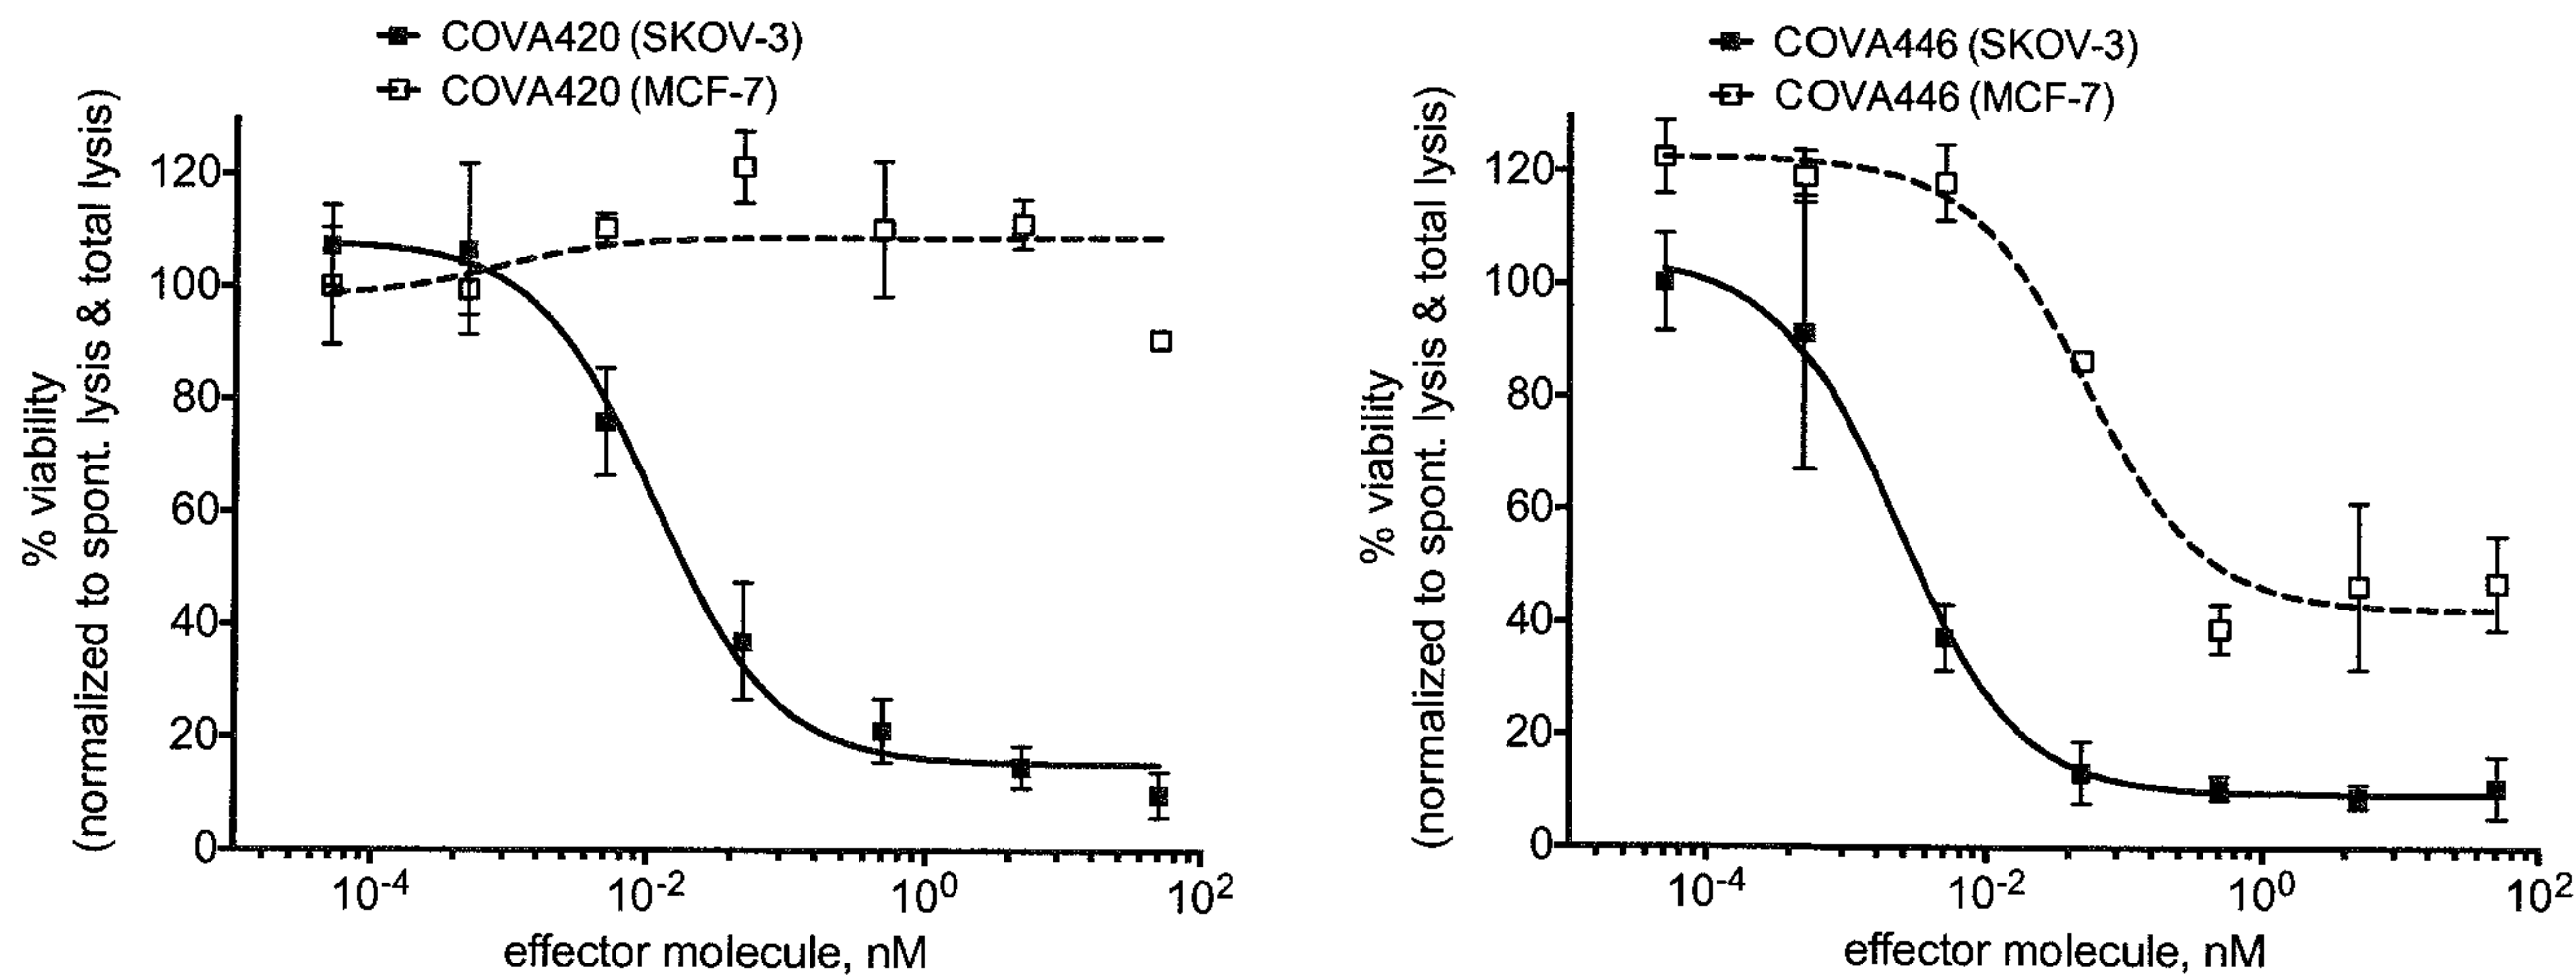 COVA420 (SKOV-3)
COVA420 (MCF-7)
% viability
(normalized to spont. lysis & total lysis)
120
100
80
60
40
20
0
10-4
10-2
100
102
effector molecule, nM
COVA446 (SKOV-3)
COVA446 (MCF-7)
% viability
(normalized to spont. lysis & total lysis)
120
100
80
60
40
20
0
10-4
10-2
100
102
effector molecule, nM